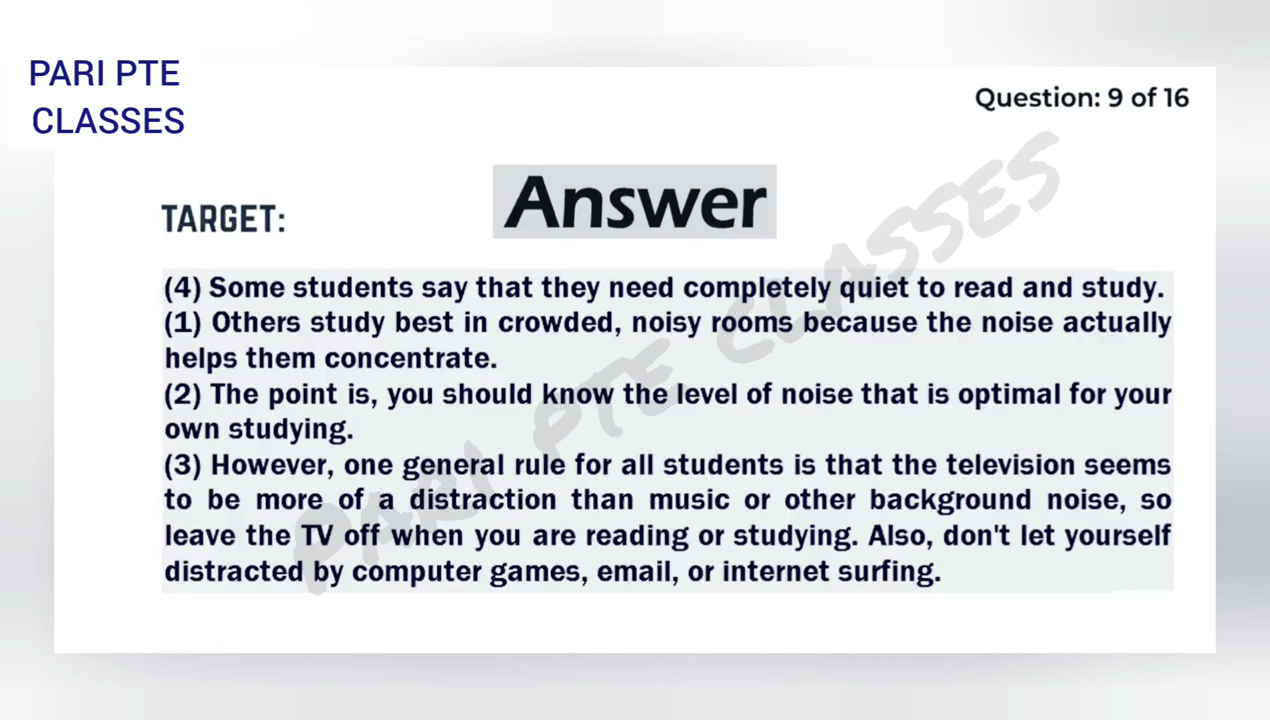 PARI PTE
CLASSES
Question: 9 of 16
Answer
TARGET:
(4) Some students say that they need completely quiet to read and study.
(1) Others study best in crowded, noisy rooms because the noise actually
helps them concentrate.
(2) The point is, you should know the level of noise that is optimal for your
own studying.
(3) However, one general rule for all students is that the television seems
to be more of a distraction than music or other background noise, so
leave the TV off when you are reading or studying. Also, don't let yourself
distracted by computer games, email, or internet surfing.
PARI PTE CLASSES